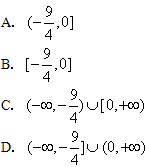 A. (-9/4,0]
B. [-9/4,0]
C. (-∞,-9/4)∪[0,+∞)
D. (-∞,-9/4]∪(0,+∞)